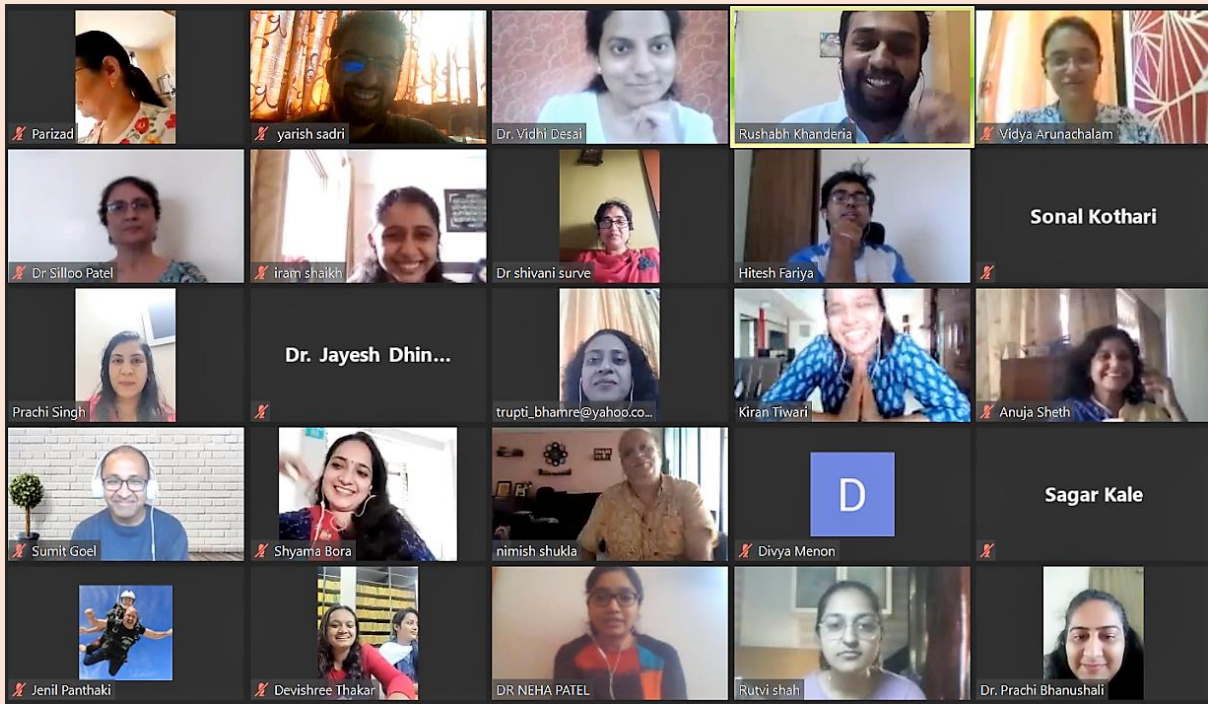 Parizad
yarish sadri
Dr. Vidhi Desai
Rushabh Khanderia
Vidya Arunachalam
Dr Silloo Patel
iram shaikh
Dr shivani surve
Hitesh Fariya
Sonal Kothari
Prachi Singh
Dr. Jayesh Dhin...
trupti_bhamre@yahoo.co...
Kiran Tiwari
Anuja Sheth
Sumit Goel
Shyama Bora
nimish shukla
D
Divya Menon
Sagar Kale
Jenil Panthaki
Devishree Thakar
DR NEHA PATEL
Rutvi shah
Dr. Prachi Bhanushali